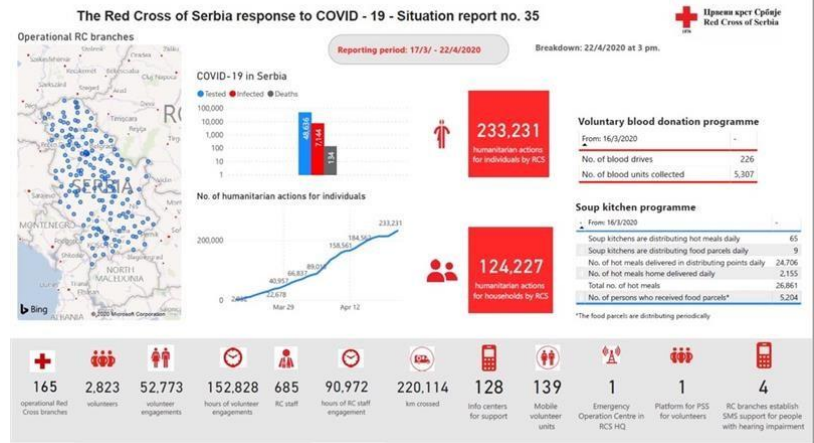 The Red Cross of Serbia response to COVID - 19 - Situation report no. 35
Црвени крст Србије
Red Cross of Serbia
Operational RC branches
Reporting period: 17/3/ - 22/4/2020
Breakdown: 22/4/2020 at 3 pm.
COVID-19 in Serbia
Tested Infected Deaths
100,000
10,000
1,000
100
10
1
48,616
7,144
134
233,231
humanitarian actions
for individuals by RCS
Voluntary blood donation programme
From: 16/3/2020 -
No. of blood drives 226
No. of blood units collected 5,307
No. of humanitarian actions for individuals
200,000
0
22,678
40,957
66,837
158,561
233,231
Mar 29 Apr 12
124,227
humanitarian actions
for households by RCS
Soup kitchen programme
From: 16/3/2020 -
Soup kitchens are distributing hot meals daily 65
Soup kitchens are distributing food parcels daily 9
No. of hot meals delivered in distributing points daily 24,706
No. of hot meals home delivered daily 2,155
Total no. of hot meals 26,861
No. of persons who received food parcels* 5,204
*The food parcels are distributing periodically
SERBIA
MONTENEGRO
NORTH
MACEDONIA
ALBANIA
Bing
© 2020 Microsoft Corporation
165
operational Red
Cross branches
2,823
volunteers
52,773
volunteer
engagements
152,828
hours of volunteer
engagements
685
RC staff
90,972
hours of RC staff
engagement
220,114
km crossed
128
Info centers
for support
139
Mobile
volunteer
units
1
Emergency
Operation Centre in
RCS HQ
1
Platform for PSS
for volunteers
4
RC branches establish
SMS support for people
with hearing impairment